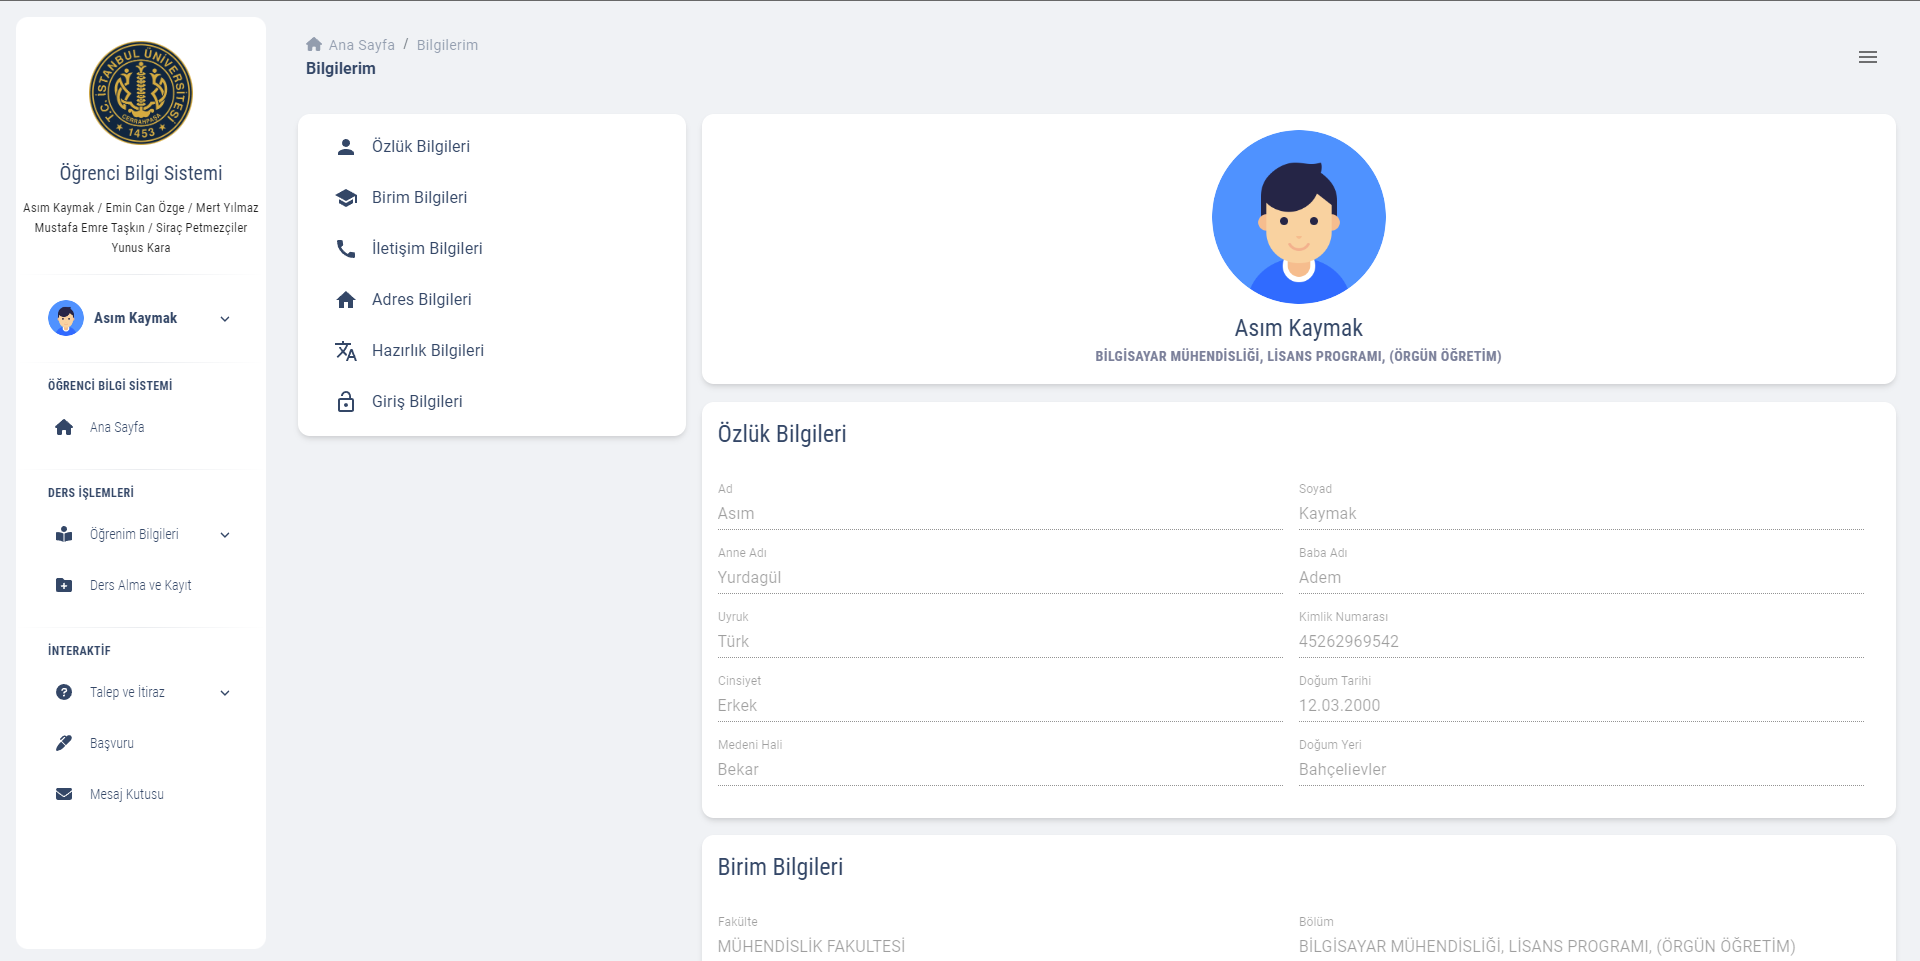 T.C. İSTANBUL ÜNİVERSİTESİ
CERRAHPAŞA
1453
Öğrenci Bilgi Sistemi
Asım Kaymak / Emin Can Özge / Mert Yılmaz
Mustafa Emre Taşkın / Siraç Petmezçiler
Yunus Kara
Asım Kaymak
ÖĞRENCİ BİLGİ SİSTEMİ
Ana Sayfa
DERS İŞLEMLERİ
Öğrenim Bilgileri
Ders Alma ve Kayıt
İNTERAKTİF
Talep ve İtiraz
Başvuru
Mesaj Kutusu
Ana Sayfa / Bilgilerim
Bilgilerim
Özlük Bilgileri
Birim Bilgileri
İletişim Bilgileri
Adres Bilgileri
Hazırlık Bilgileri
Giriş Bilgileri
Asım Kaymak
BİLGİSAYAR MÜHENDİSLİĞİ, LİSANS PROGRAMI, (ÖRGÜN ÖĞRETİM)
Özlük Bilgileri
Ad
Asım
Soyad
Kaymak
Anne Adı
Yurdagül
Baba Adı
Adem
Uyruk
Türk
Kimlik Numarası
45262969542
Cinsiyet
Erkek
Doğum Tarihi
12.03.2000
Medeni Hali
Bekar
Doğum Yeri
Bahçelievler
Birim Bilgileri
Fakülte
MÜHENDİSLİK FAKULTESİ
Bölüm
BİLGİSAYAR MÜHENDİSLİĞİ, LİSANS PROGRAMI, (ÖRGÜN ÖĞRETİM)